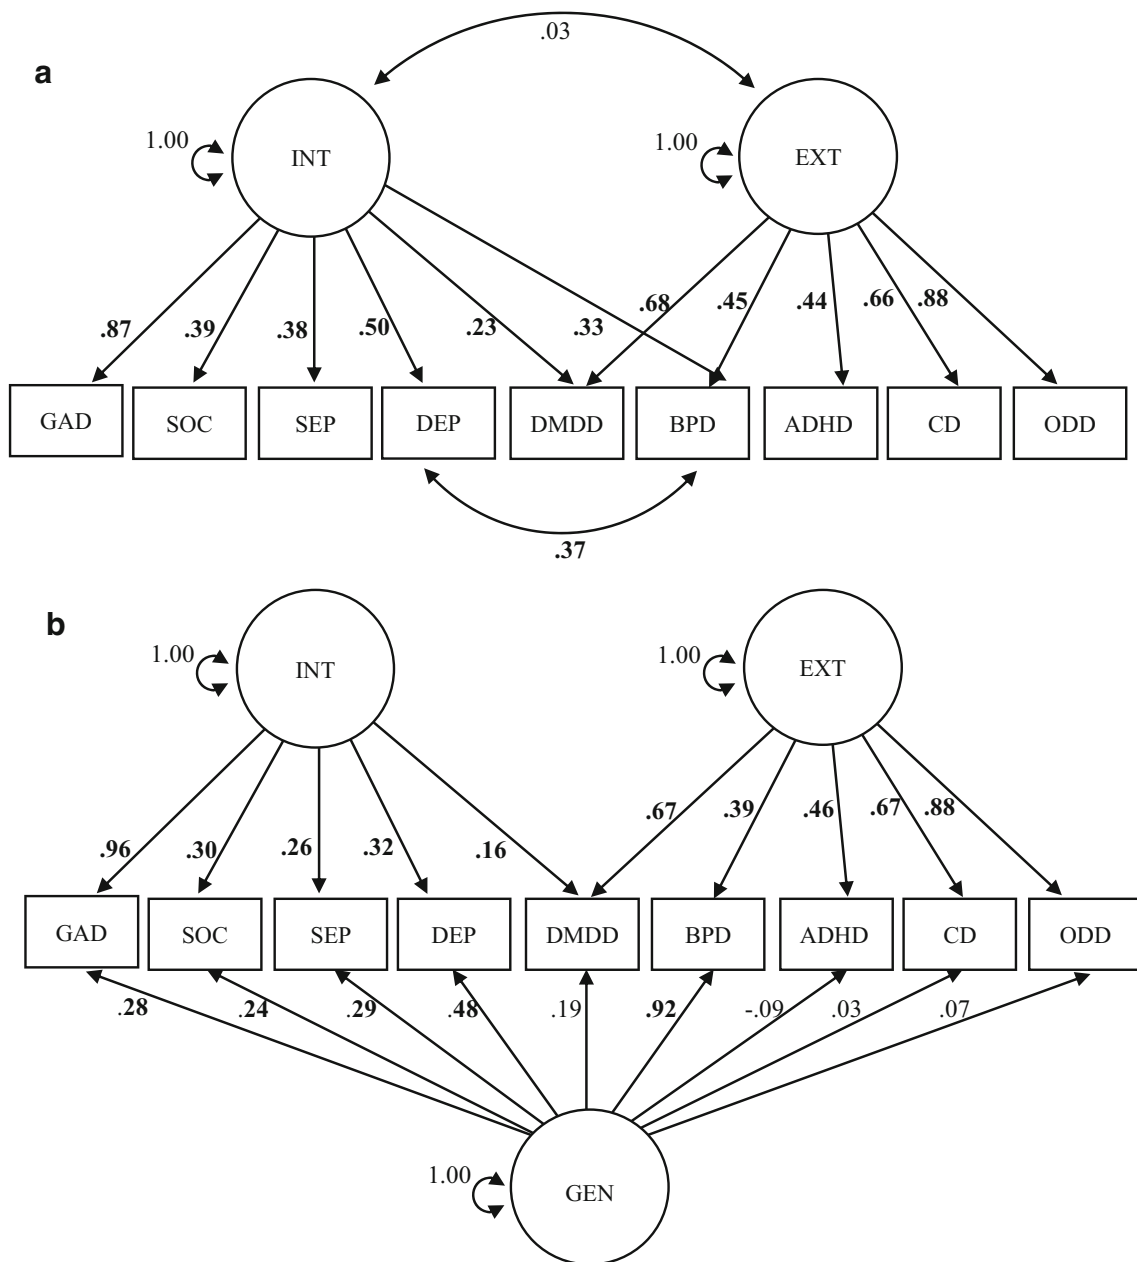 .03
a
1.00
INT
1.00
EXT
.87
.39
.38
.50
.23
.33
.68
.45
.44
.66
.88
GAD
SOC
SEP
DEP
DMDD
BPD
ADHD
CD
ODD
.37
b
1.00
INT
1.00
EXT
.96
.30
.26
.32
.16
.67
.39
.46
.67
.88
GAD
SOC
SEP
DEP
DMDD
BPD
ADHD
CD
ODD
.28
.24
.29
.48
.19
.92
-.09
.03
.07
1.00
GEN